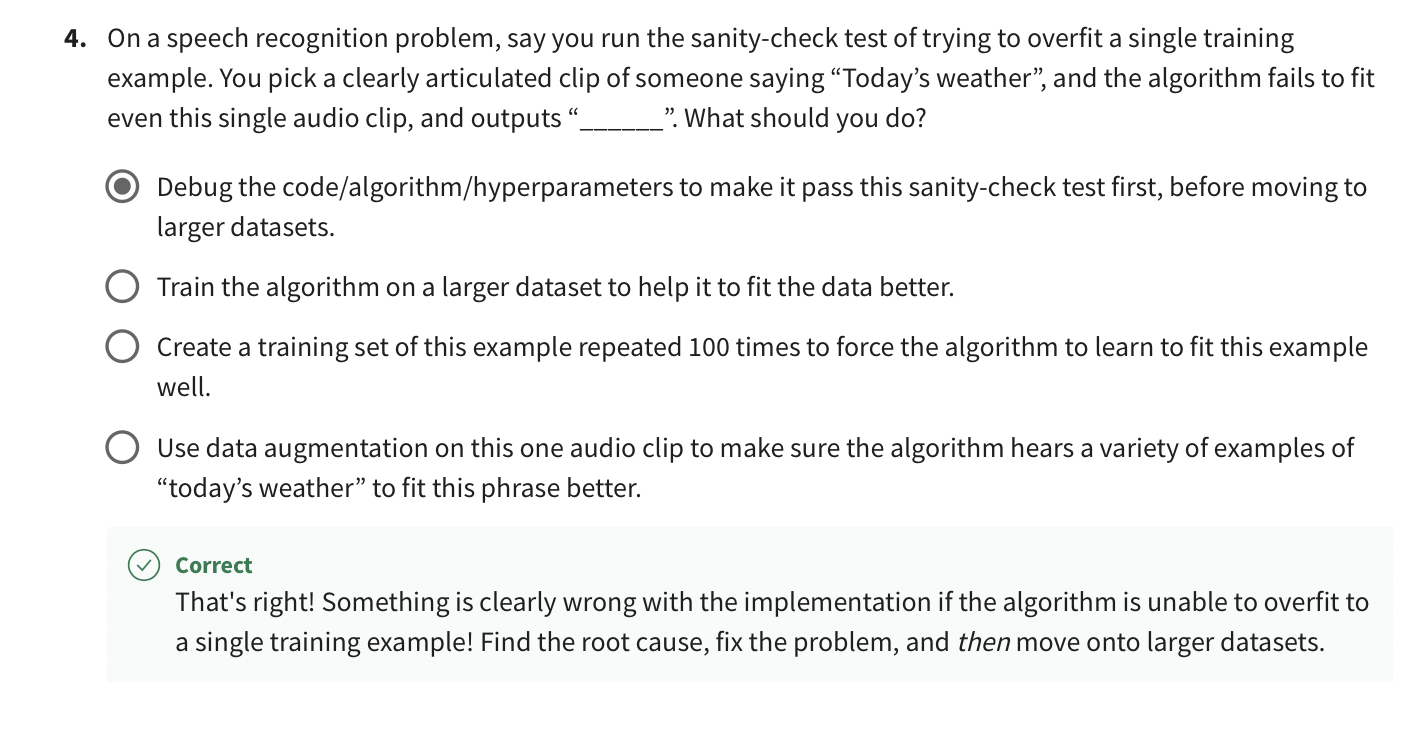 4. On a speech recognition problem, say you run the sanity-check test of trying to overfit a single training
example. You pick a clearly articulated clip of someone saying “Today’s weather”, and the algorithm fails to fit
even this single audio clip, and outputs “______”. What should you do?
Debug the code/algorithm/hyperparameters to make it pass this sanity-check test first, before moving to
larger datasets.
Train the algorithm on a larger dataset to help it to fit the data better.
Create a training set of this example repeated 100 times to force the algorithm to learn to fit this example
well.
Use data augmentation on this one audio clip to make sure the algorithm hears a variety of examples of
“today’s weather” to fit this phrase better.
Correct
That's right! Something is clearly wrong with the implementation if the algorithm is unable to overfit to
a single training example! Find the root cause, fix the problem, and then move onto larger datasets.